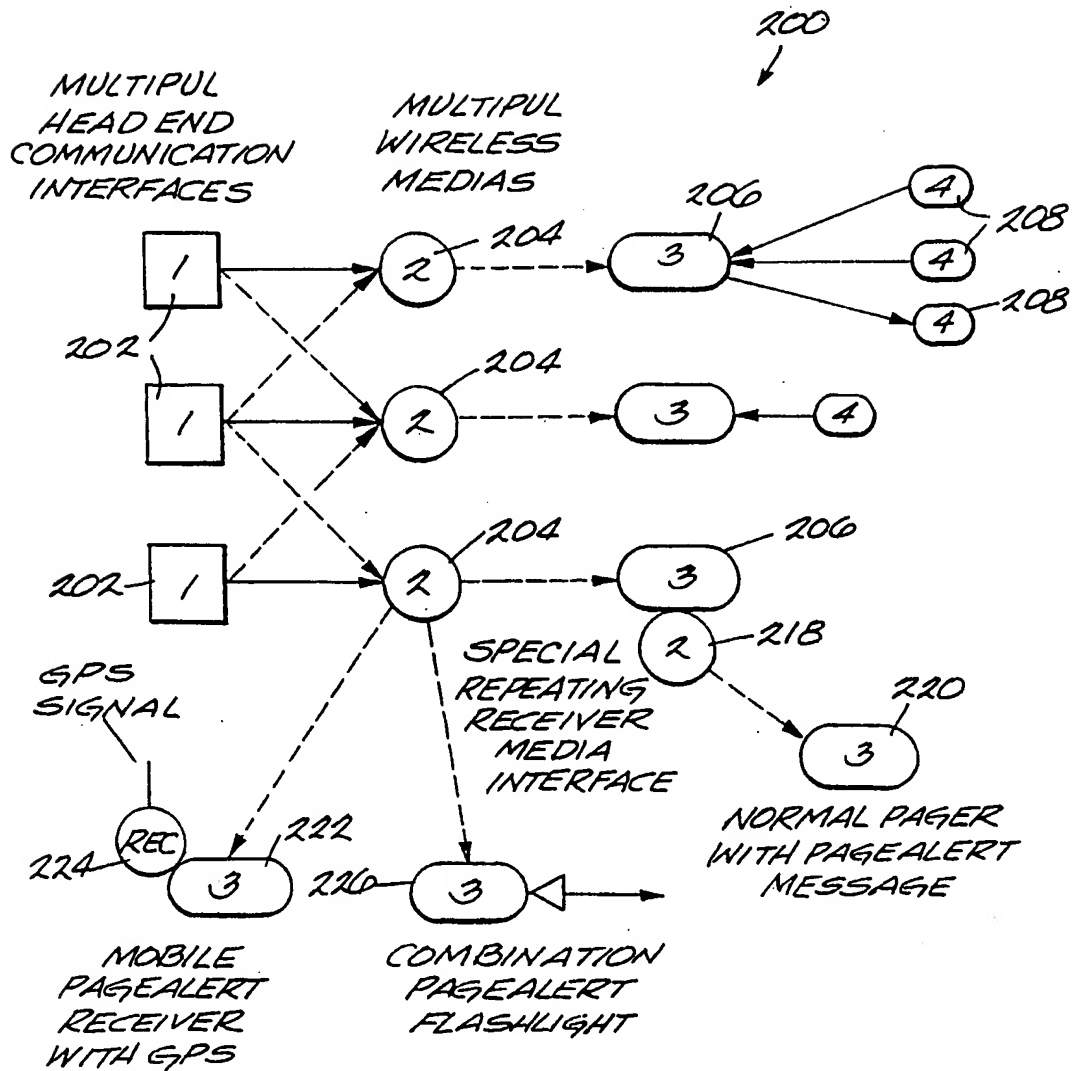 200
MULTIPUL
HEAD END
COMMUNICATION
INTERFACES
MULTIPUL
WIRELESS
MEDIAS
1
2
204
206
3
4
4
4
208
208
202
1
2
204
3
4
202
1
2
204
3
206
2
218
SPECIAL
REPEATING
RECEIVER
MEDIA
INTERFACE
220
3
NORMAL PAGER
WITH PAGEALERT
MESSAGE
GPS
SIGNAL
REC
224
222
3
226
3
MOBILE
PAGEALERT
RECEIVER
WITH GPS
COMBINATION
PAGEALERT
FLASHLIGHT